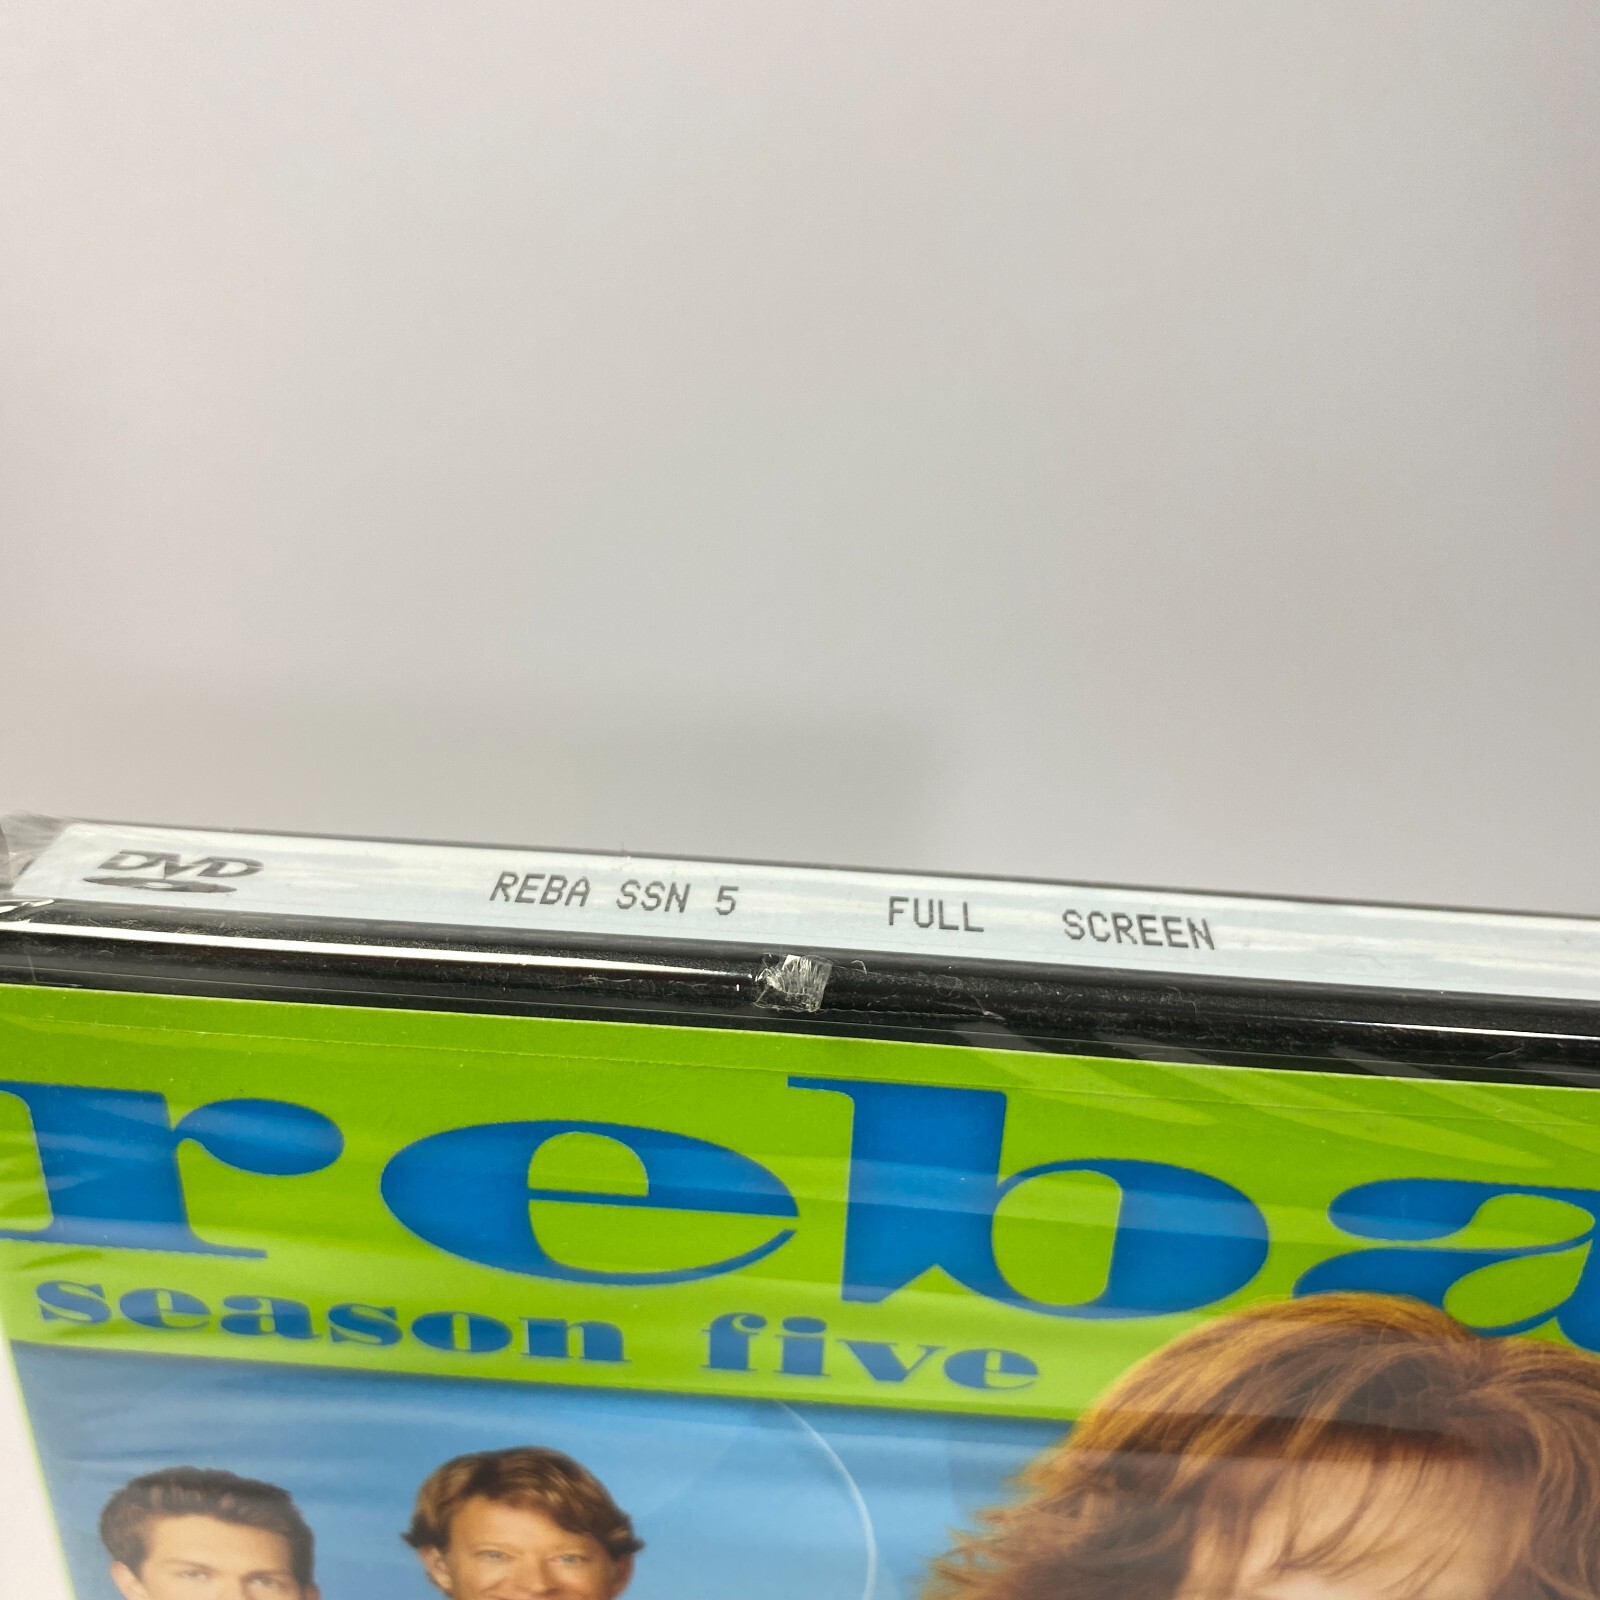 DVD REBA SSN 5 FULL SCREEN
reba
season five